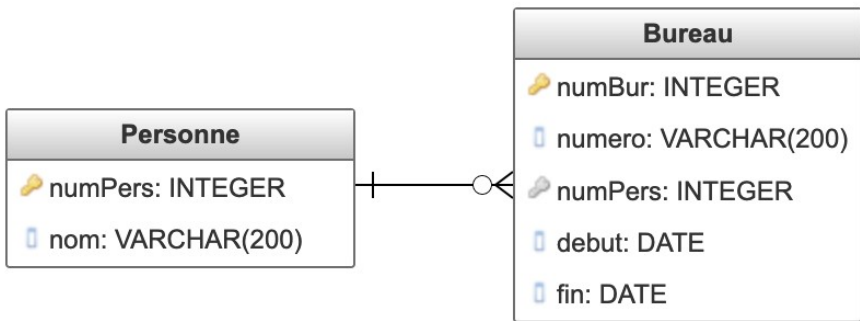 Personne
numPers: INTEGER
nom: VARCHAR(200)
Bureau
numBur: INTEGER
numero: VARCHAR(200)
numPers: INTEGER
debut: DATE
fin: DATE